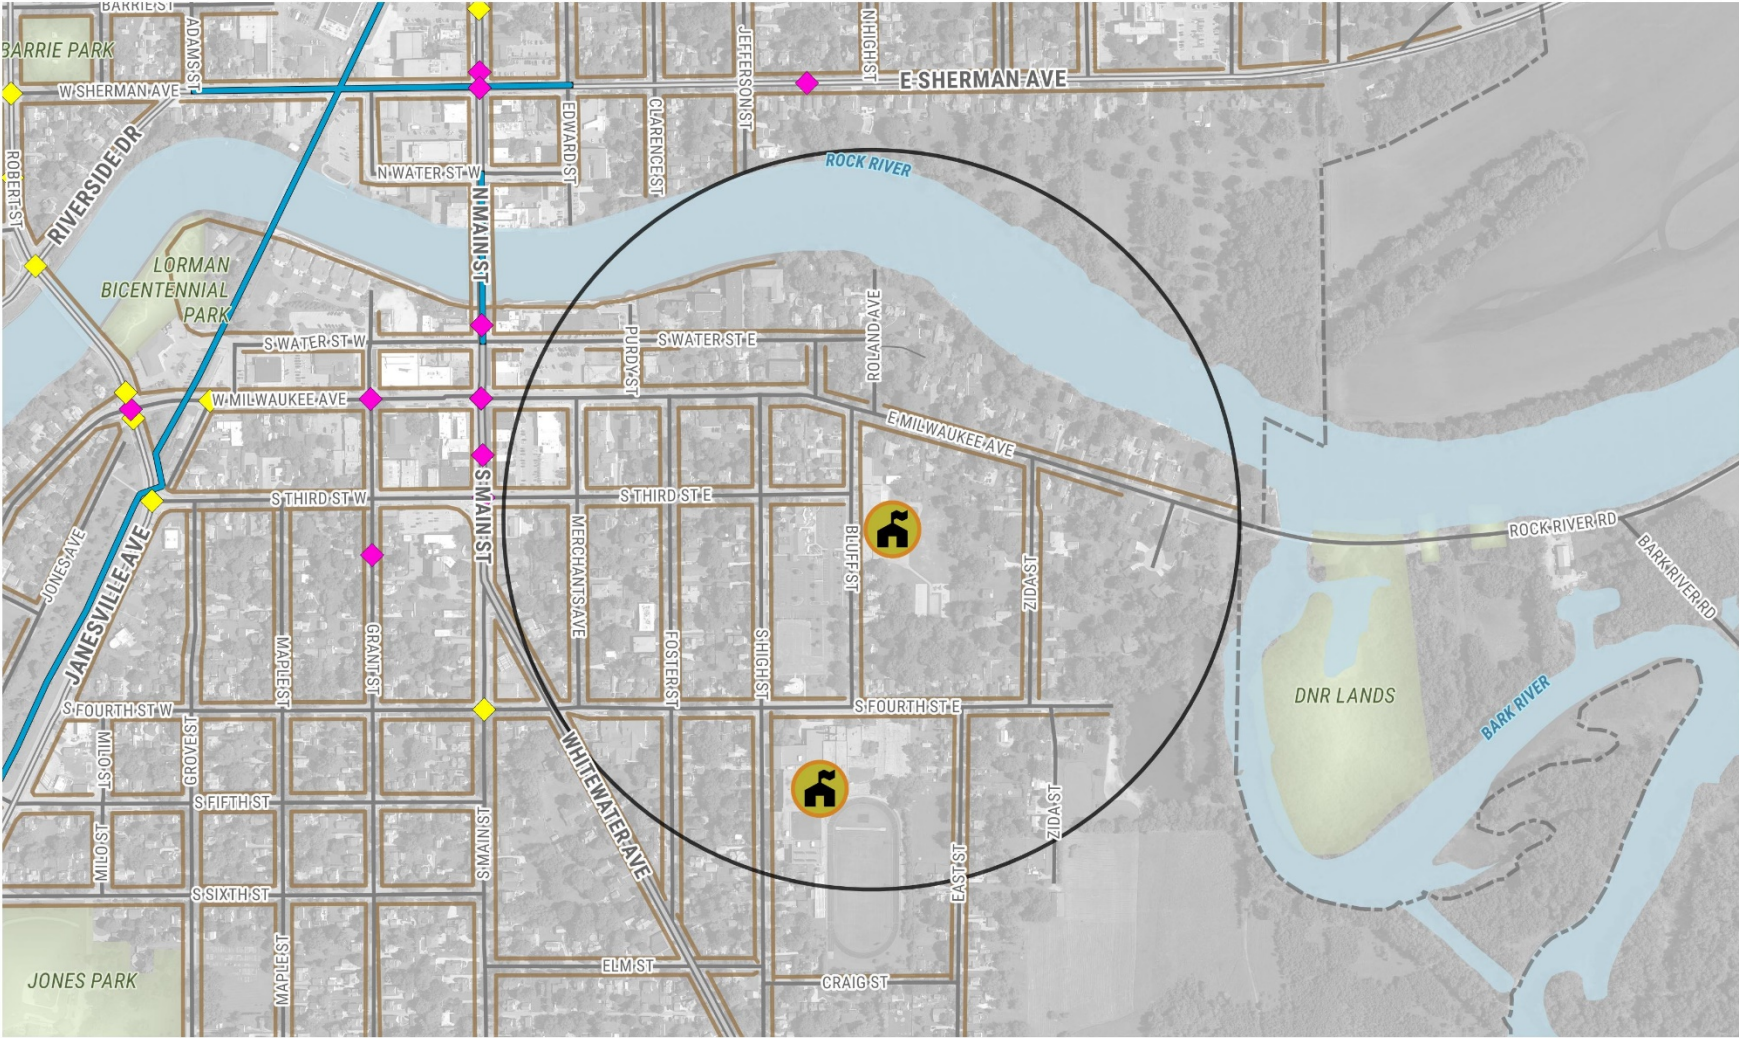 BARRIE ST
ADAMS ST
BARRIE PARK
JEFFERSON ST
N HIGH ST
E SHERMAN AVE
W SHERMAN AVE
CLARENCE ST
EDWARD ST
ROBERT ST
RIVERSIDE DR
N WATER ST W
ROCK RIVER
N MAIN ST
LORMAN
BICENTENNIAL
PARK
ROLAND AVE
PURDY ST
S WATER ST W
S WATER ST E
W MILWAUKEE AVE
E MILWAUKEE AVE
S THIRD ST W
S MAIN ST
S THIRD ST E
MERCHANTS AVE
BLUFF ST
ZIDA ST
ROCK RIVER RD
BARK RIVER RD
JONES AVE
JANESVILLE AVE
MAPLE ST
GRANT ST
FOSTER ST
S HIGH ST
DNR LANDS
BARK RIVER
S FOURTH ST W
S FOURTH ST E
MILO ST
GROVE ST
WHITEWATER AVE
S FIFTH ST
ZIDA ST
MILO ST
S MAIN ST
EAST ST
S SIXTH ST
MAPLE ST
ELM ST
CRAIG ST
JONES PARK